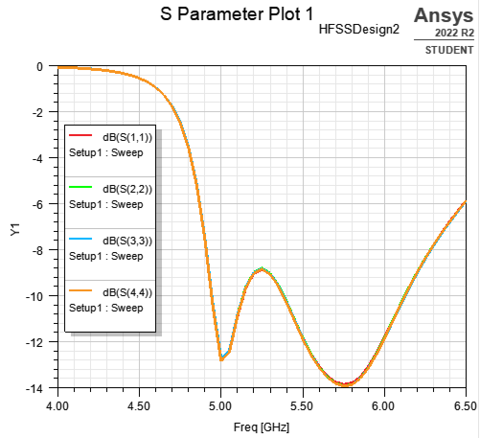 S Parameter Plot 1
HFSSDesign2
Ansys
2022 R2
STUDENT
0
-2
-4
-6
-8
-10
-12
-14
Y1
dB(S(1,1))
Setup1 : Sweep
dB(S(2,2))
Setup1 : Sweep
dB(S(3,3))
Setup1 : Sweep
dB(S(4,4))
Setup1 : Sweep
4.00 4.50 5.00 5.50 6.00 6.50
Freq [GHz]